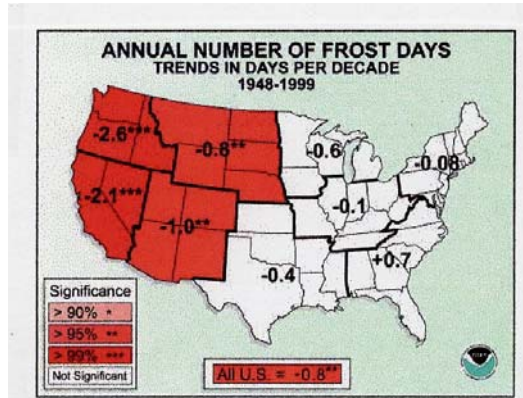 ANNUAL NUMBER OF FROST DAYS
TRENDS IN DAYS PER DECADE
1948-1999
-2.6***
-0.8**
-0.6
-0.08
-2.1***
-1.0**
-0.1
-0.4
+0.7
Significance
> 90% *
> 95% **
> 99% ***
Not Significant
All U.S. = -0.8**